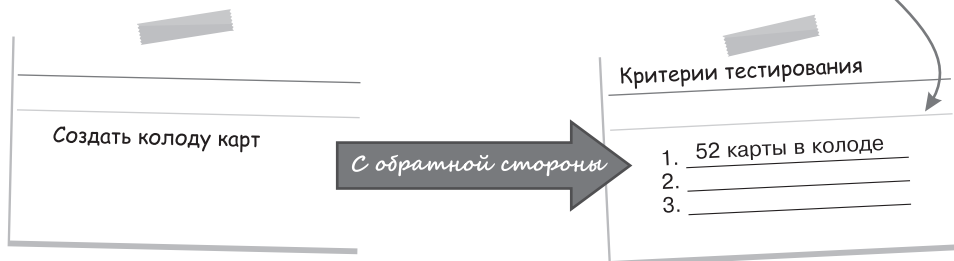 Создать колоду карт
С обратной стороны
Критерии тестирования
1. 52 карты в колоде
2.
3.